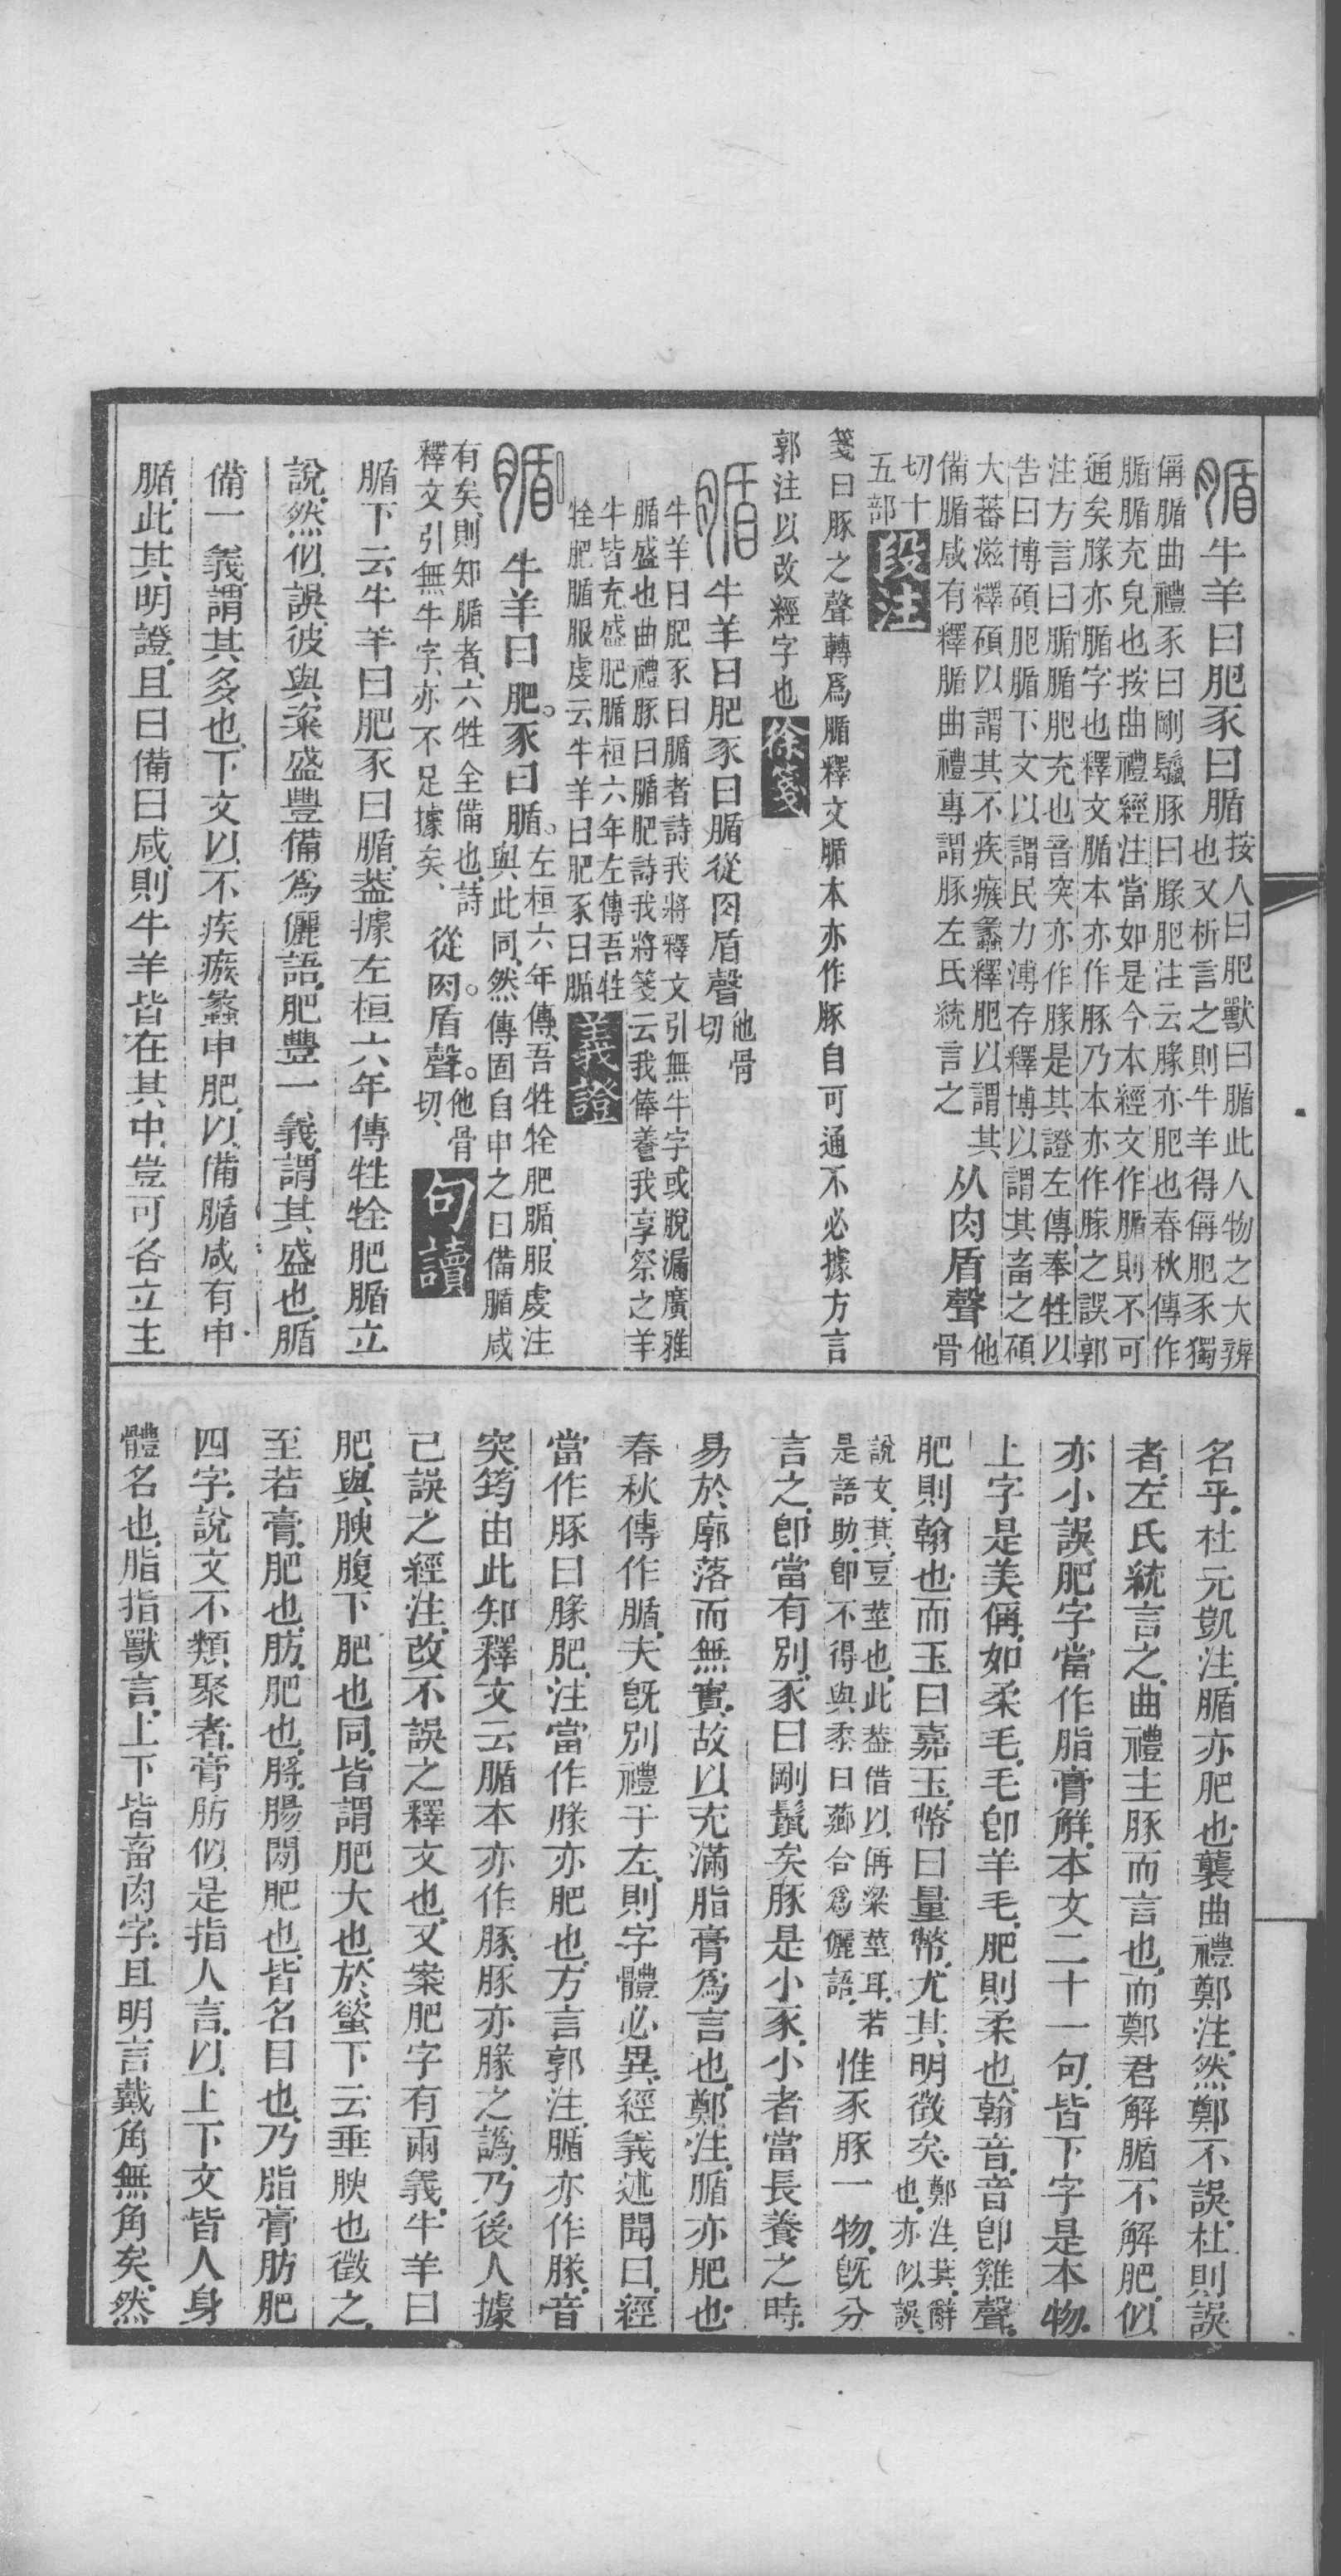 腯牛羊曰肥豕曰腯按人曰肥獸曰腯此人物之大辨
也又析言之則牛羊得偁肥豕獨
偁腯曲禮豕曰剛鬣豚曰腞肥注云腞亦肥也春秋傳作
腯腯充皃也按曲禮經注當如是今本經文作腯則不可
通矣腞亦腯字也釋文腯本亦作豚乃本亦作腞之誤郭
注方言曰腯腯肥充也音突亦作腞是其證左傳奉牲以
告曰博碩肥腯下文以謂民力溥存釋博以謂其畜之碩
大蕃滋釋碩以謂其不疾瘯蠡釋肥以謂其
備腯咸有釋腯曲禮專謂豚左氏統言之
从肉盾聲他骨
切十
五部段注
箋曰豚之聲轉爲腯釋文腯本亦作豚自可通不必據方言
郭注以改經字也徐箋
腯牛羊曰肥豕曰腯從肉盾聲他骨
切
牛羊曰肥豕曰腯者詩我將釋文引無牛字或脫漏廣雅
腯盛也曲禮豚曰腯肥詩我將箋云我俸養我享祭之羊
牛皆充盛肥腯桓六年左傳吾牲
牷肥腯服虔云牛羊曰肥豕曰腯義證
腯牛羊曰肥。豕曰腯。左桓六年傳、吾牲牷肥腯、服虔注
與此同、然傳固自申之曰備腯咸
有矣、則知腯者、六牲全備也、詩
釋文引無牛字、亦不足據矣、從肉。盾聲。他骨
切、句讀
腯下云牛羊曰肥豕曰腯、葢據左桓六年傳牲牷肥腯立
說、然似誤、彼與粢盛豐備爲儷語、肥豐一義、謂其盛也、腯
備一義、謂其多也、下文以不疾瘯蠡申肥、以備腯咸有申
腯、此其明證、且曰備曰咸、則牛羊皆在其中、豈可各立主
名乎、杜元凱注、腯亦肥也、襲曲禮鄭注、然鄭不誤、杜則誤
者、左氏統言之、曲禮主豚而言也、而鄭君解腯不解肥、似
亦小誤、肥字當作脂膏解、本文二十一句、皆下字是本物、
上字是美偁、如柔毛、毛卽羊毛、肥則柔也、翰音、音卽雞聲、
肥則翰也、而玉曰嘉玉、幣曰量幣、尤其明徵矣、鄭注、萁、辭
也、亦似誤、
說文、萁、豆莖也、此葢借以偁粱莖耳、若
是語助、卽不得與黍曰薌合爲儷語、惟豕豚一物、旣分
言之、卽當有別、豕曰剛鬣矣、豚是小豕、小者當長養之時、
易於廓落而無實、故以充滿脂膏爲言也、鄭注、腯亦肥也、
春秋傳作腯、夫旣別禮于左、則字體必異、經義述聞曰、經
當作豚曰腞肥、注當作腞亦肥也、方言郭注、腯亦作腞、音
突、筠由此知釋文云腯本亦作豚、豚亦腞之譌、乃後人據
已誤之經注、改不誤之釋文也、又案肥字有兩義、牛羊曰
肥、與腴腹下肥也同、皆謂肥大也、於螸下云垂腴也徵之、
至若膏、肥也、肪、肥也、䐧、腸閒肥也、皆名目也、乃脂膏肪肥
四字、說文不類聚者、膏肪似是指人言、以上下文皆人身
體名也、脂指獸言、上下皆畜肉字、且明言戴角無角矣、然